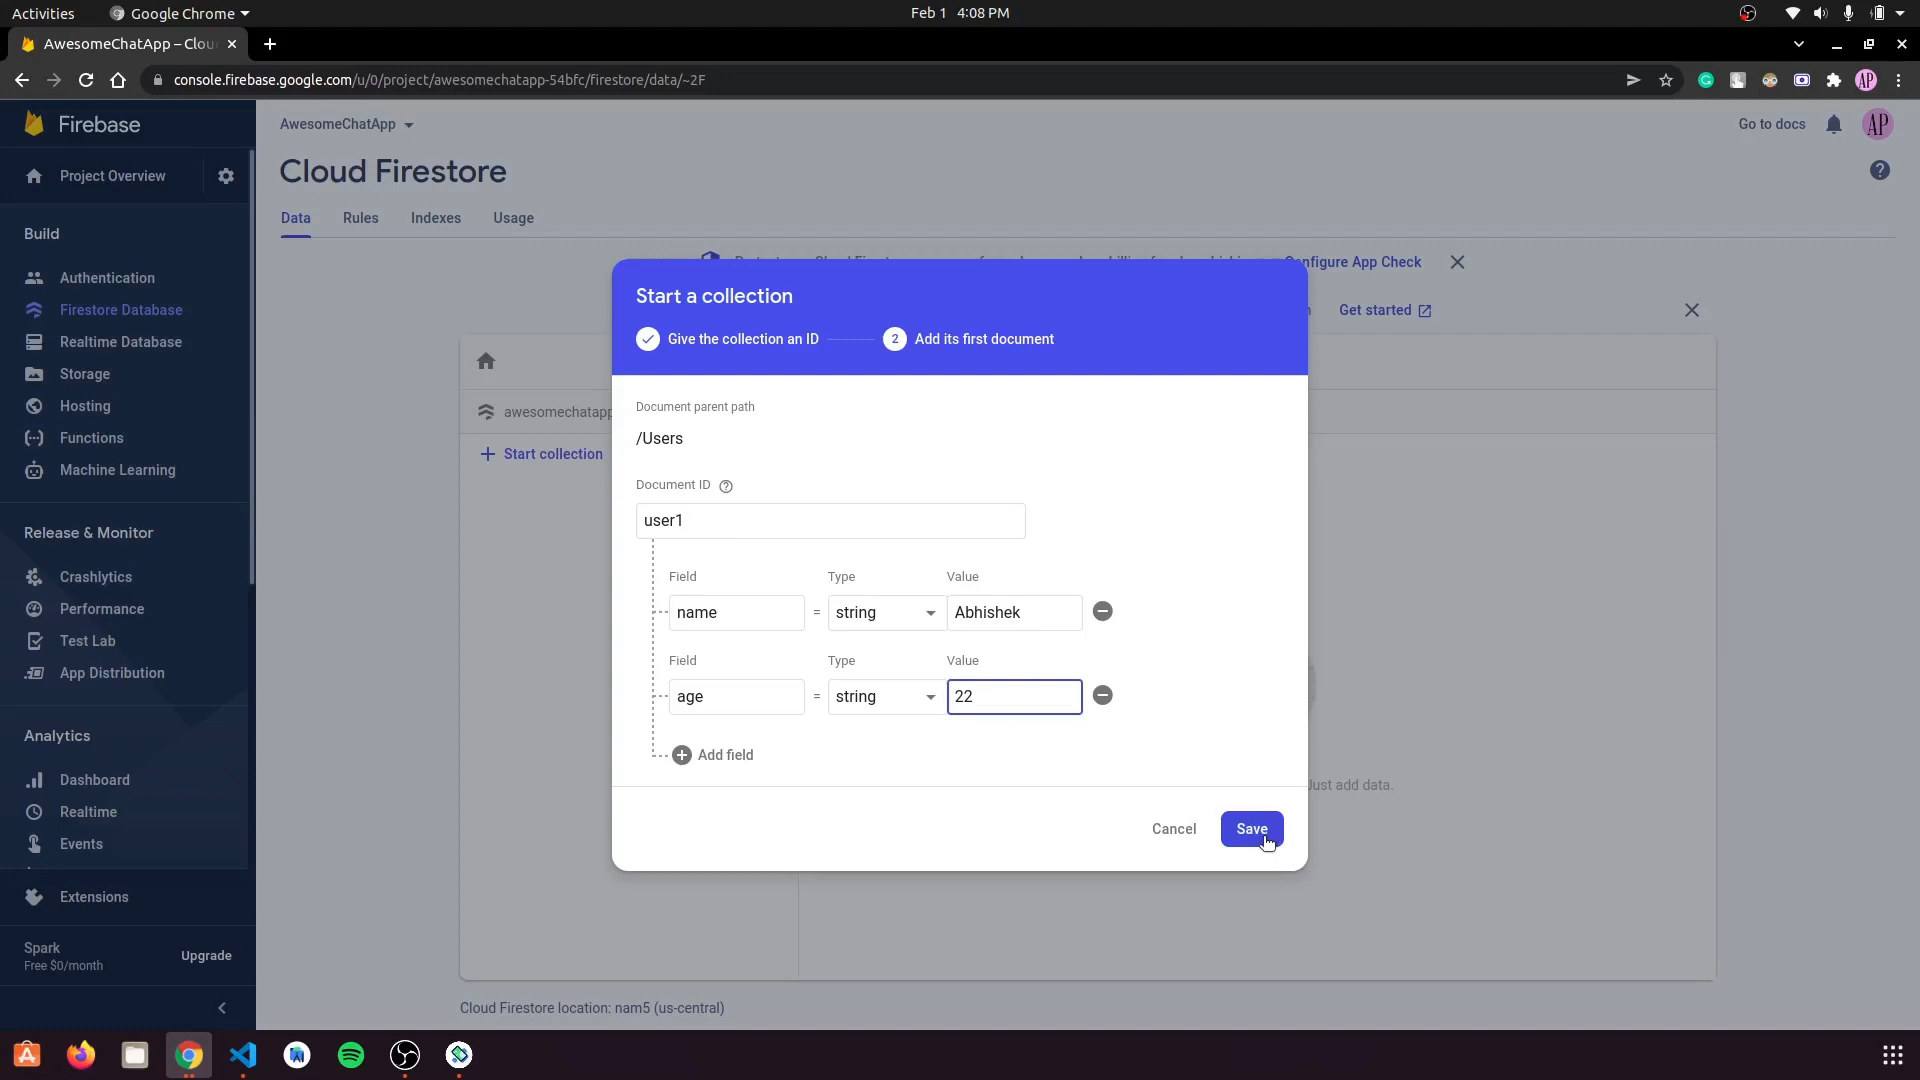 Activities
Google Chrome
Feb 1 4:08 PM
AwesomeChatApp – Clou
console.firebase.google.com/u/0/project/awesomechatapp-54bfc/firestore/data/~2F
AP
Firebase
AwesomeChatApp
Go to docs
AP
Project Overview
Cloud Firestore
Data
Rules
Indexes
Usage
Build
Authentication
Firestore Database
Realtime Database
Storage
Hosting
Functions
Machine Learning
Release & Monitor
Crashlytics
Performance
Test Lab
App Distribution
Analytics
Dashboard
Realtime
Events
Extensions
Spark
Free $0/month
Upgrade
Configure App Check
Get started
awesomechatapp
Start collection
Start a collection
Give the collection an ID
2 Add its first document
Document parent path
/Users
Document ID
user1
Field Type Value
name = string Abhishek
Field Type Value
age = string 22
Add field
Just add data.
Cancel
Save
Cloud Firestore location: nam5 (us-central)